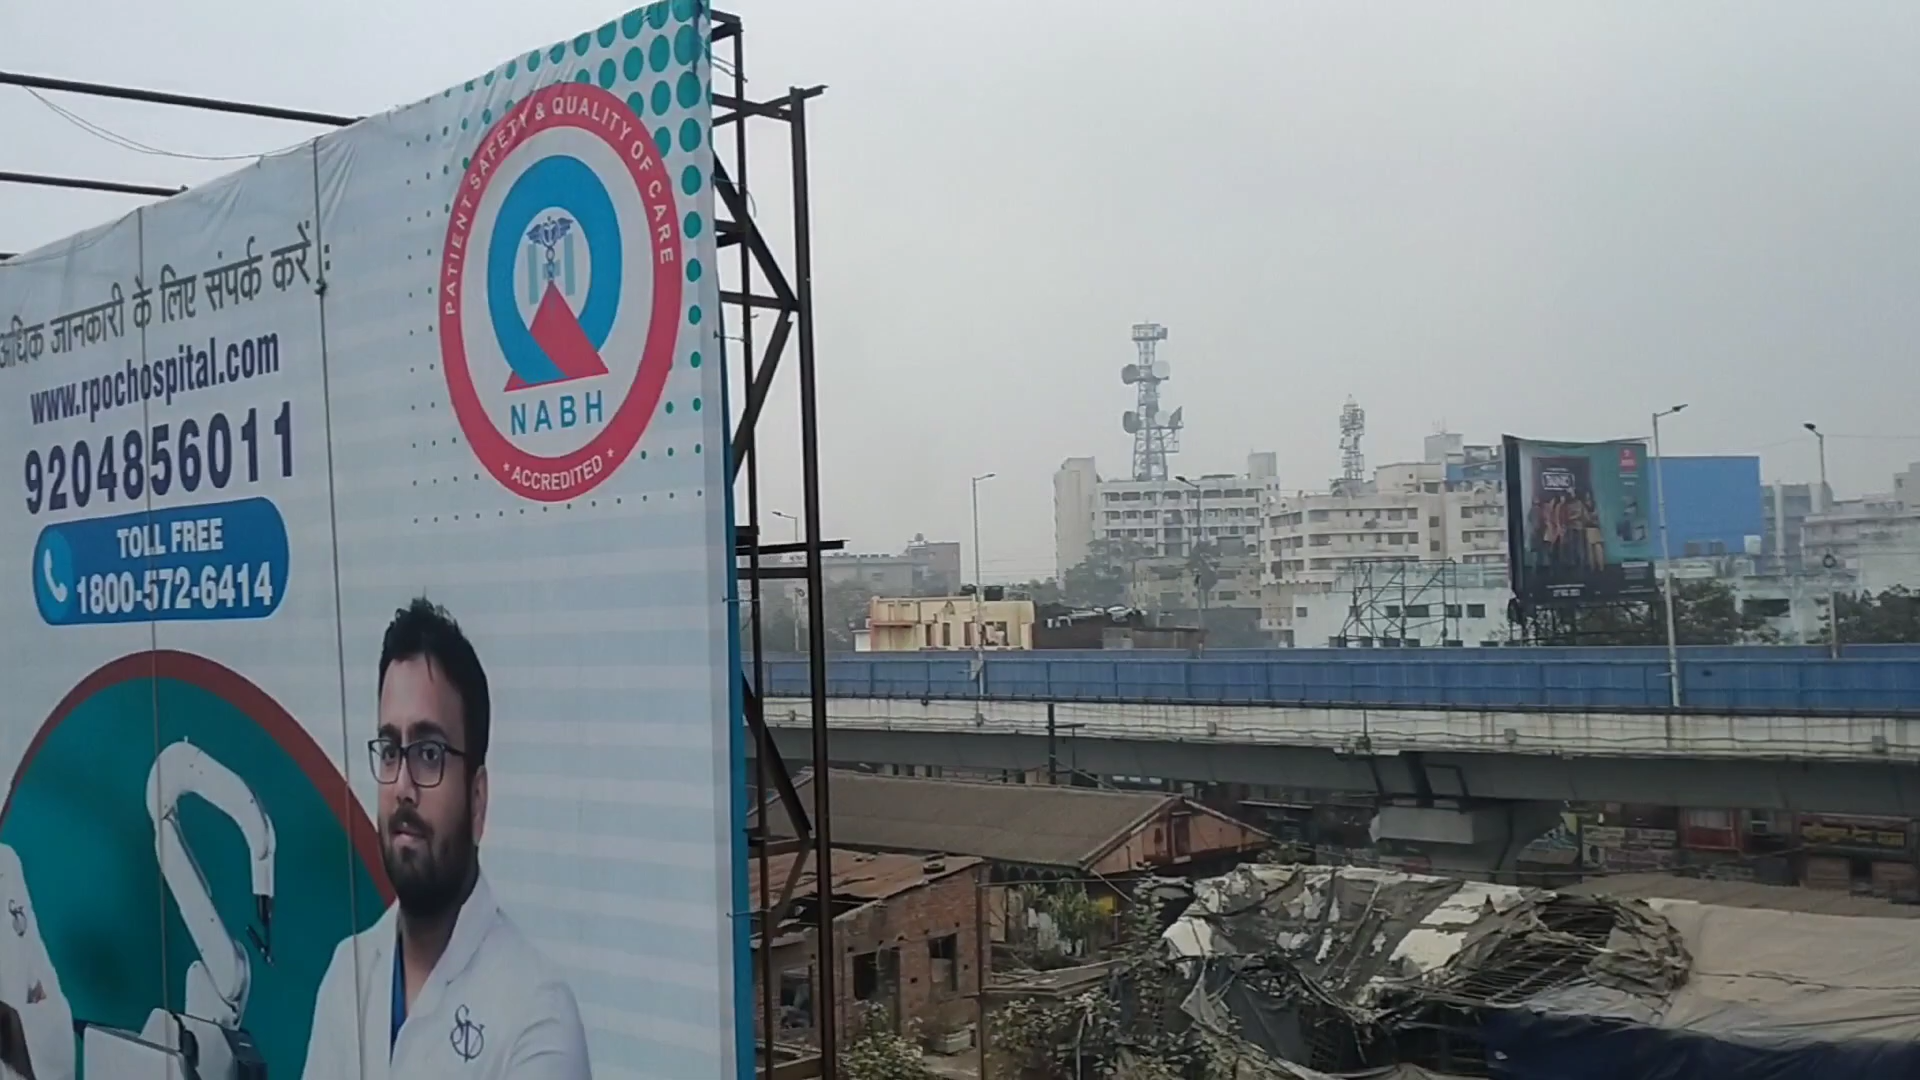 अधिक जानकारी के लिए संपर्क करें :
www.rpochospital.com
9204856011
TOLL FREE
1800-572-6414
PATIENT SAFETY & QUALITY OF CARE
NABH
* ACCREDITED *
SD